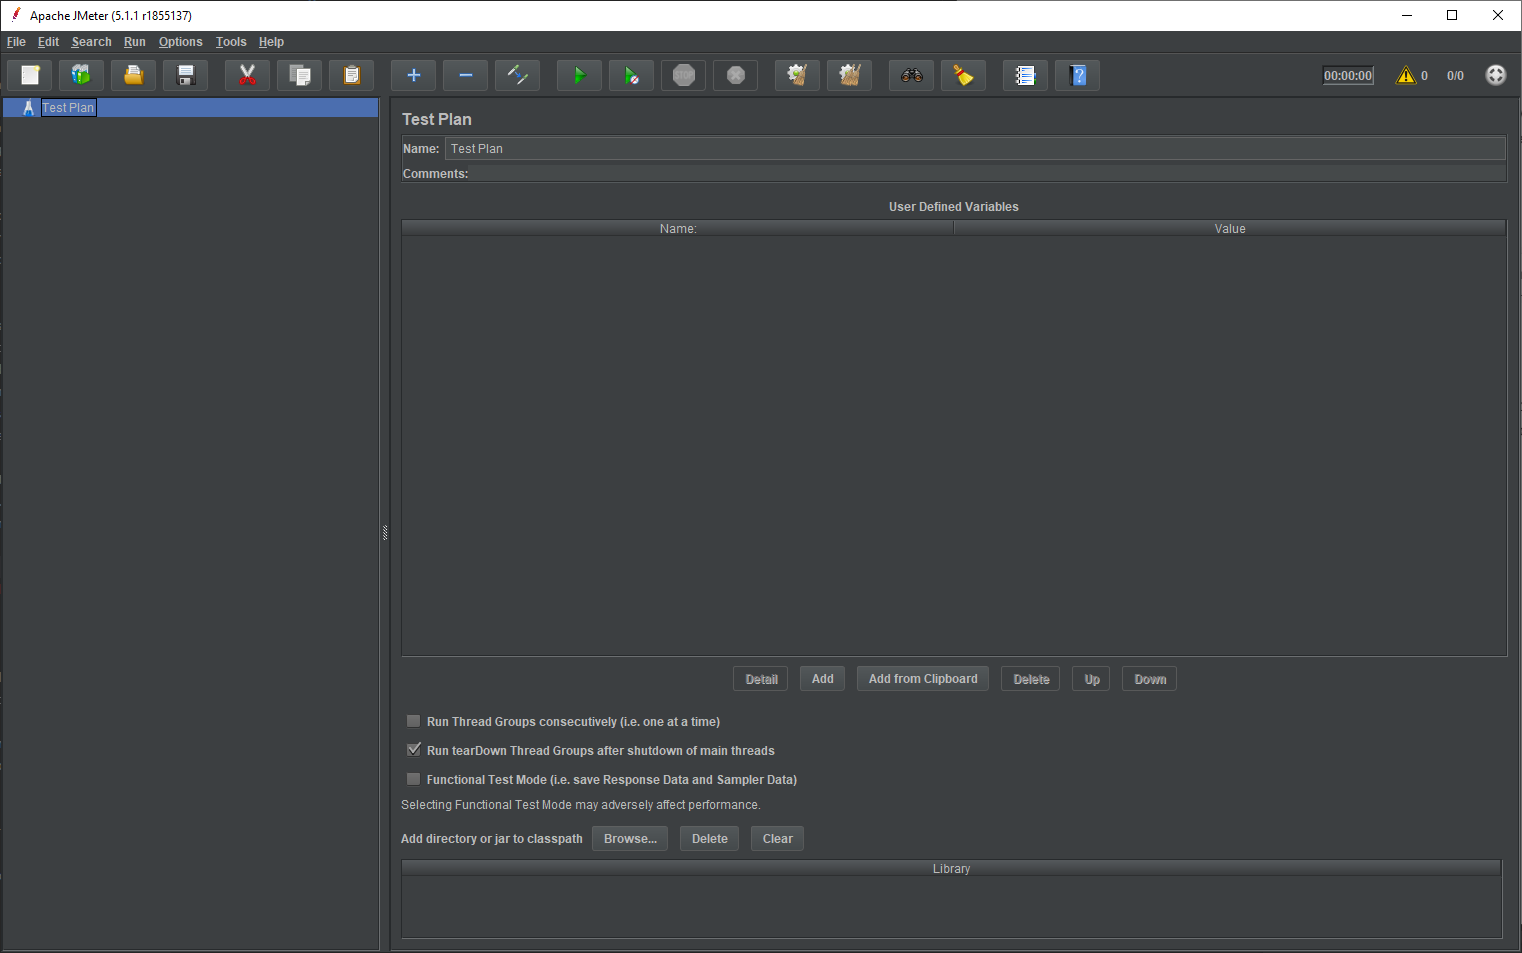 Apache JMeter (5.1.1 r1855137)
File Edit Search Run Options Tools Help
STOP
00:00:00 0 0/0
Test Plan
Test Plan
Name: Test Plan
Comments:
User Defined Variables
Name: Value
Detail Add Add from Clipboard Delete Up Down
Run Thread Groups consecutively (i.e. one at a time)
Run tearDown Thread Groups after shutdown of main threads
Functional Test Mode (i.e. save Response Data and Sampler Data)
Selecting Functional Test Mode may adversely affect performance.
Add directory or jar to classpath Browse... Delete Clear
Library